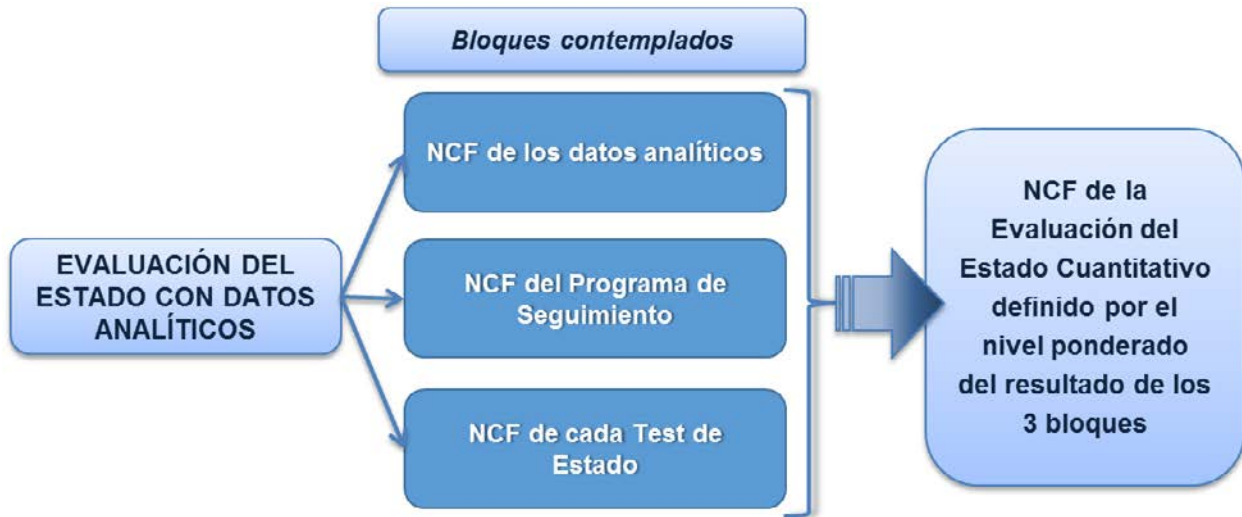 Bloques contemplados
EVALUACIÓN DEL
ESTADO CON DATOS
ANALÍTICOS
NCF de los datos analíticos
NCF del Programa de
Seguimiento
NCF de cada Test de
Estado
NCF de la
Evaluación del
Estado Cuantitativo
definido por el
nivel ponderado
del resultado de los
3 bloques